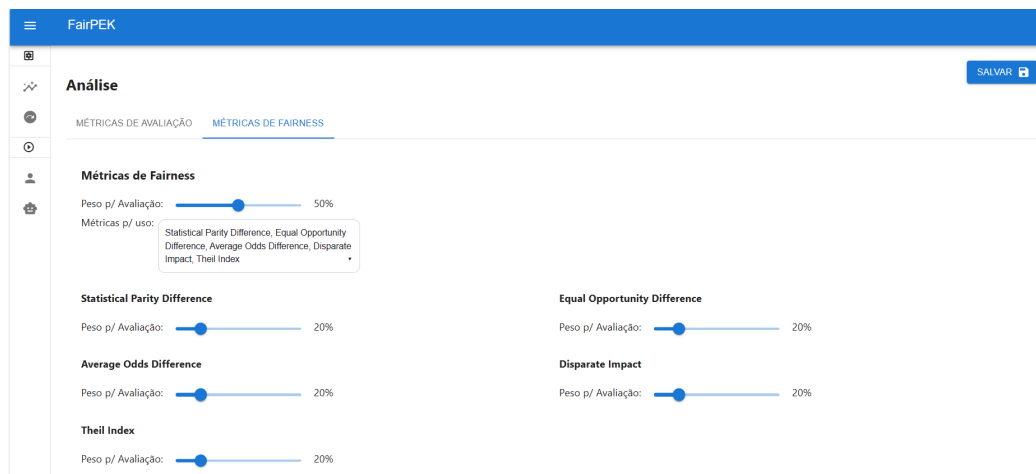 FairPEK
SALVAR
Análise
MÉTRICAS DE AVALIAÇÃO MÉTRICAS DE FAIRNESS
Métricas de Fairness
Peso p/ Avaliação: 50%
Métricas p/ uso:
Statistical Parity Difference, Equal Opportunity
Difference, Average Odds Difference, Disparate
Impact, Theil Index
Statistical Parity Difference Equal Opportunity Difference
Peso p/ Avaliação: 20% Peso p/ Avaliação: 20%
Average Odds Difference Disparate Impact
Peso p/ Avaliação: 20% Peso p/ Avaliação: 20%
Theil Index
Peso p/ Avaliação: 20%